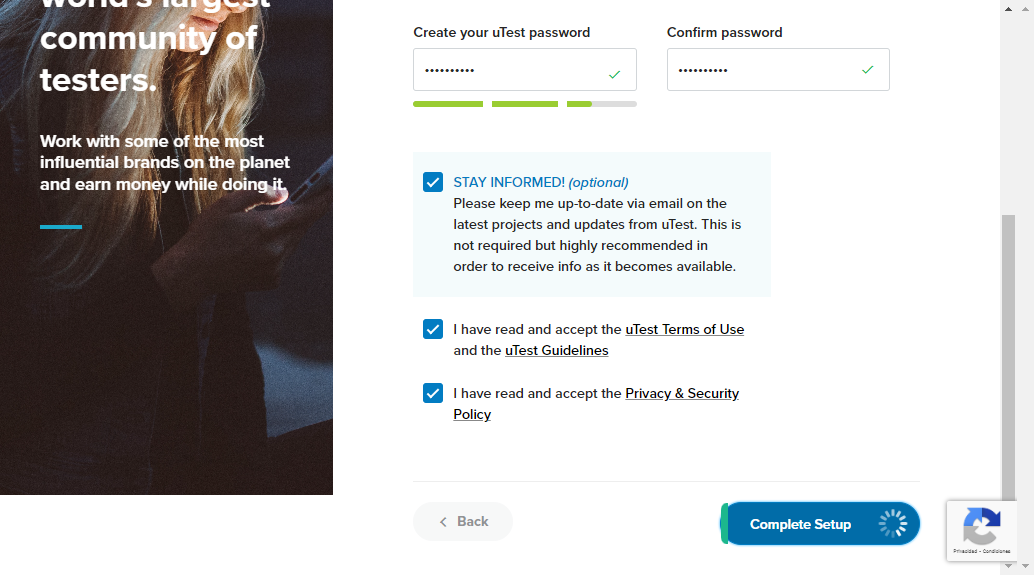 world's largest
community of
testers.
Work with some of the most
influential brands on the planet
and earn money while doing it.
Create your uTest password
Confirm password
••••••••••
••••••••••
STAY INFORMED! (optional)
Please keep me up-to-date via email on the
latest projects and updates from uTest. This is
not required but highly recommended in
order to receive info as it becomes available.
I have read and accept the uTest Terms of Use
and the uTest Guidelines
I have read and accept the Privacy & Security
Policy
Back
Complete Setup
Privacidad - Condiciones